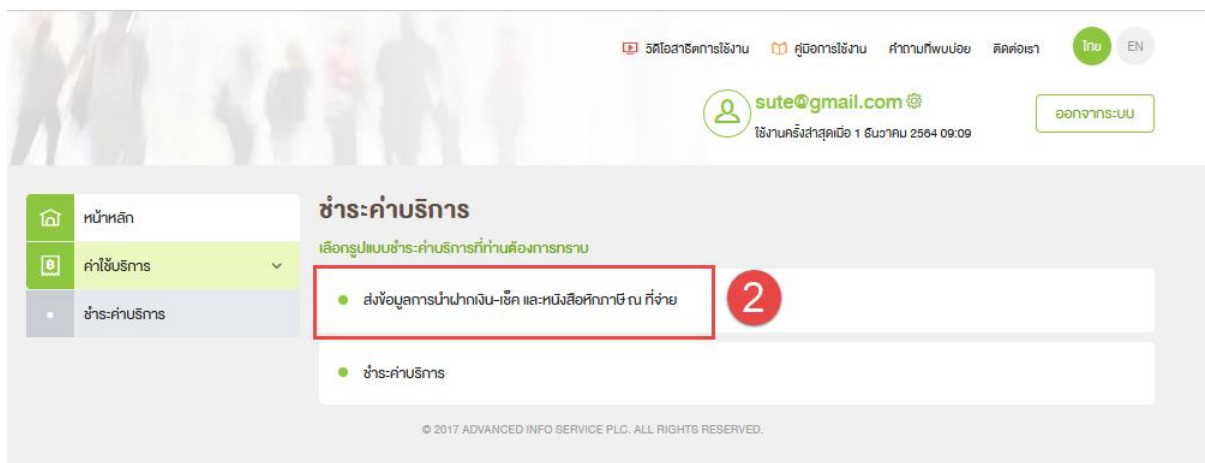 วิดีโอสาธิตการใช้งาน คู่มือการใช้งาน คำถามที่พบบ่อย ติดต่อเรา ไทย EN
sute@gmail.com
ใช้งานครั้งล่าสุดเมื่อ 1 ธันวาคม 2564 09:09
ออกจากระบบ
หน้าหลัก
ค่าใช้บริการ
ชำระค่าบริการ
ชำระค่าบริการ
เลือกรูปแบบชำระค่าบริการที่ท่านต้องการทราบ
ส่งข้อมูลการนำฝากเงิน-เช็ค และหนังสือหักภาษี ณ ที่จ่าย
2
ชำระค่าบริการ
© 2017 ADVANCED INFO SERVICE PLC. ALL RIGHTS RESERVED.